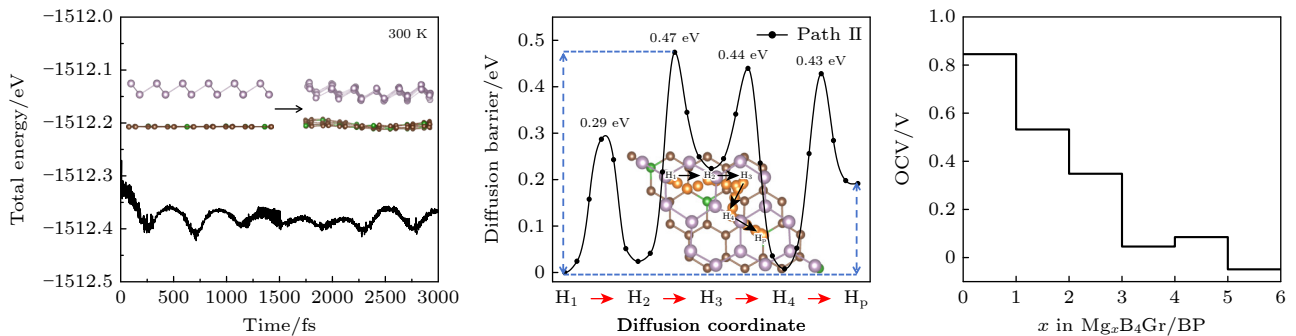 −1512.0
−1512.1
−1512.2
−1512.3
−1512.4
−1512.5
Total energy/eV
300 K
0 500 1000 1500 2000 2500 3000
Time/fs
0.5
0.4
0.3
0.2
0.1
0
Diffusion barrier/eV
0.47 eV
Path II
0.44 eV
0.43 eV
0.29 eV
H₁ H₂ H₃
H₄
Hₚ
H₁ H₂ H₃ H₄ Hₚ
Diffusion coordinate
1.0
0.8
0.6
0.4
0.2
0.0
OCV/V
0 1 2 3 4 5 6
x in MgₓB₄Gr/BP